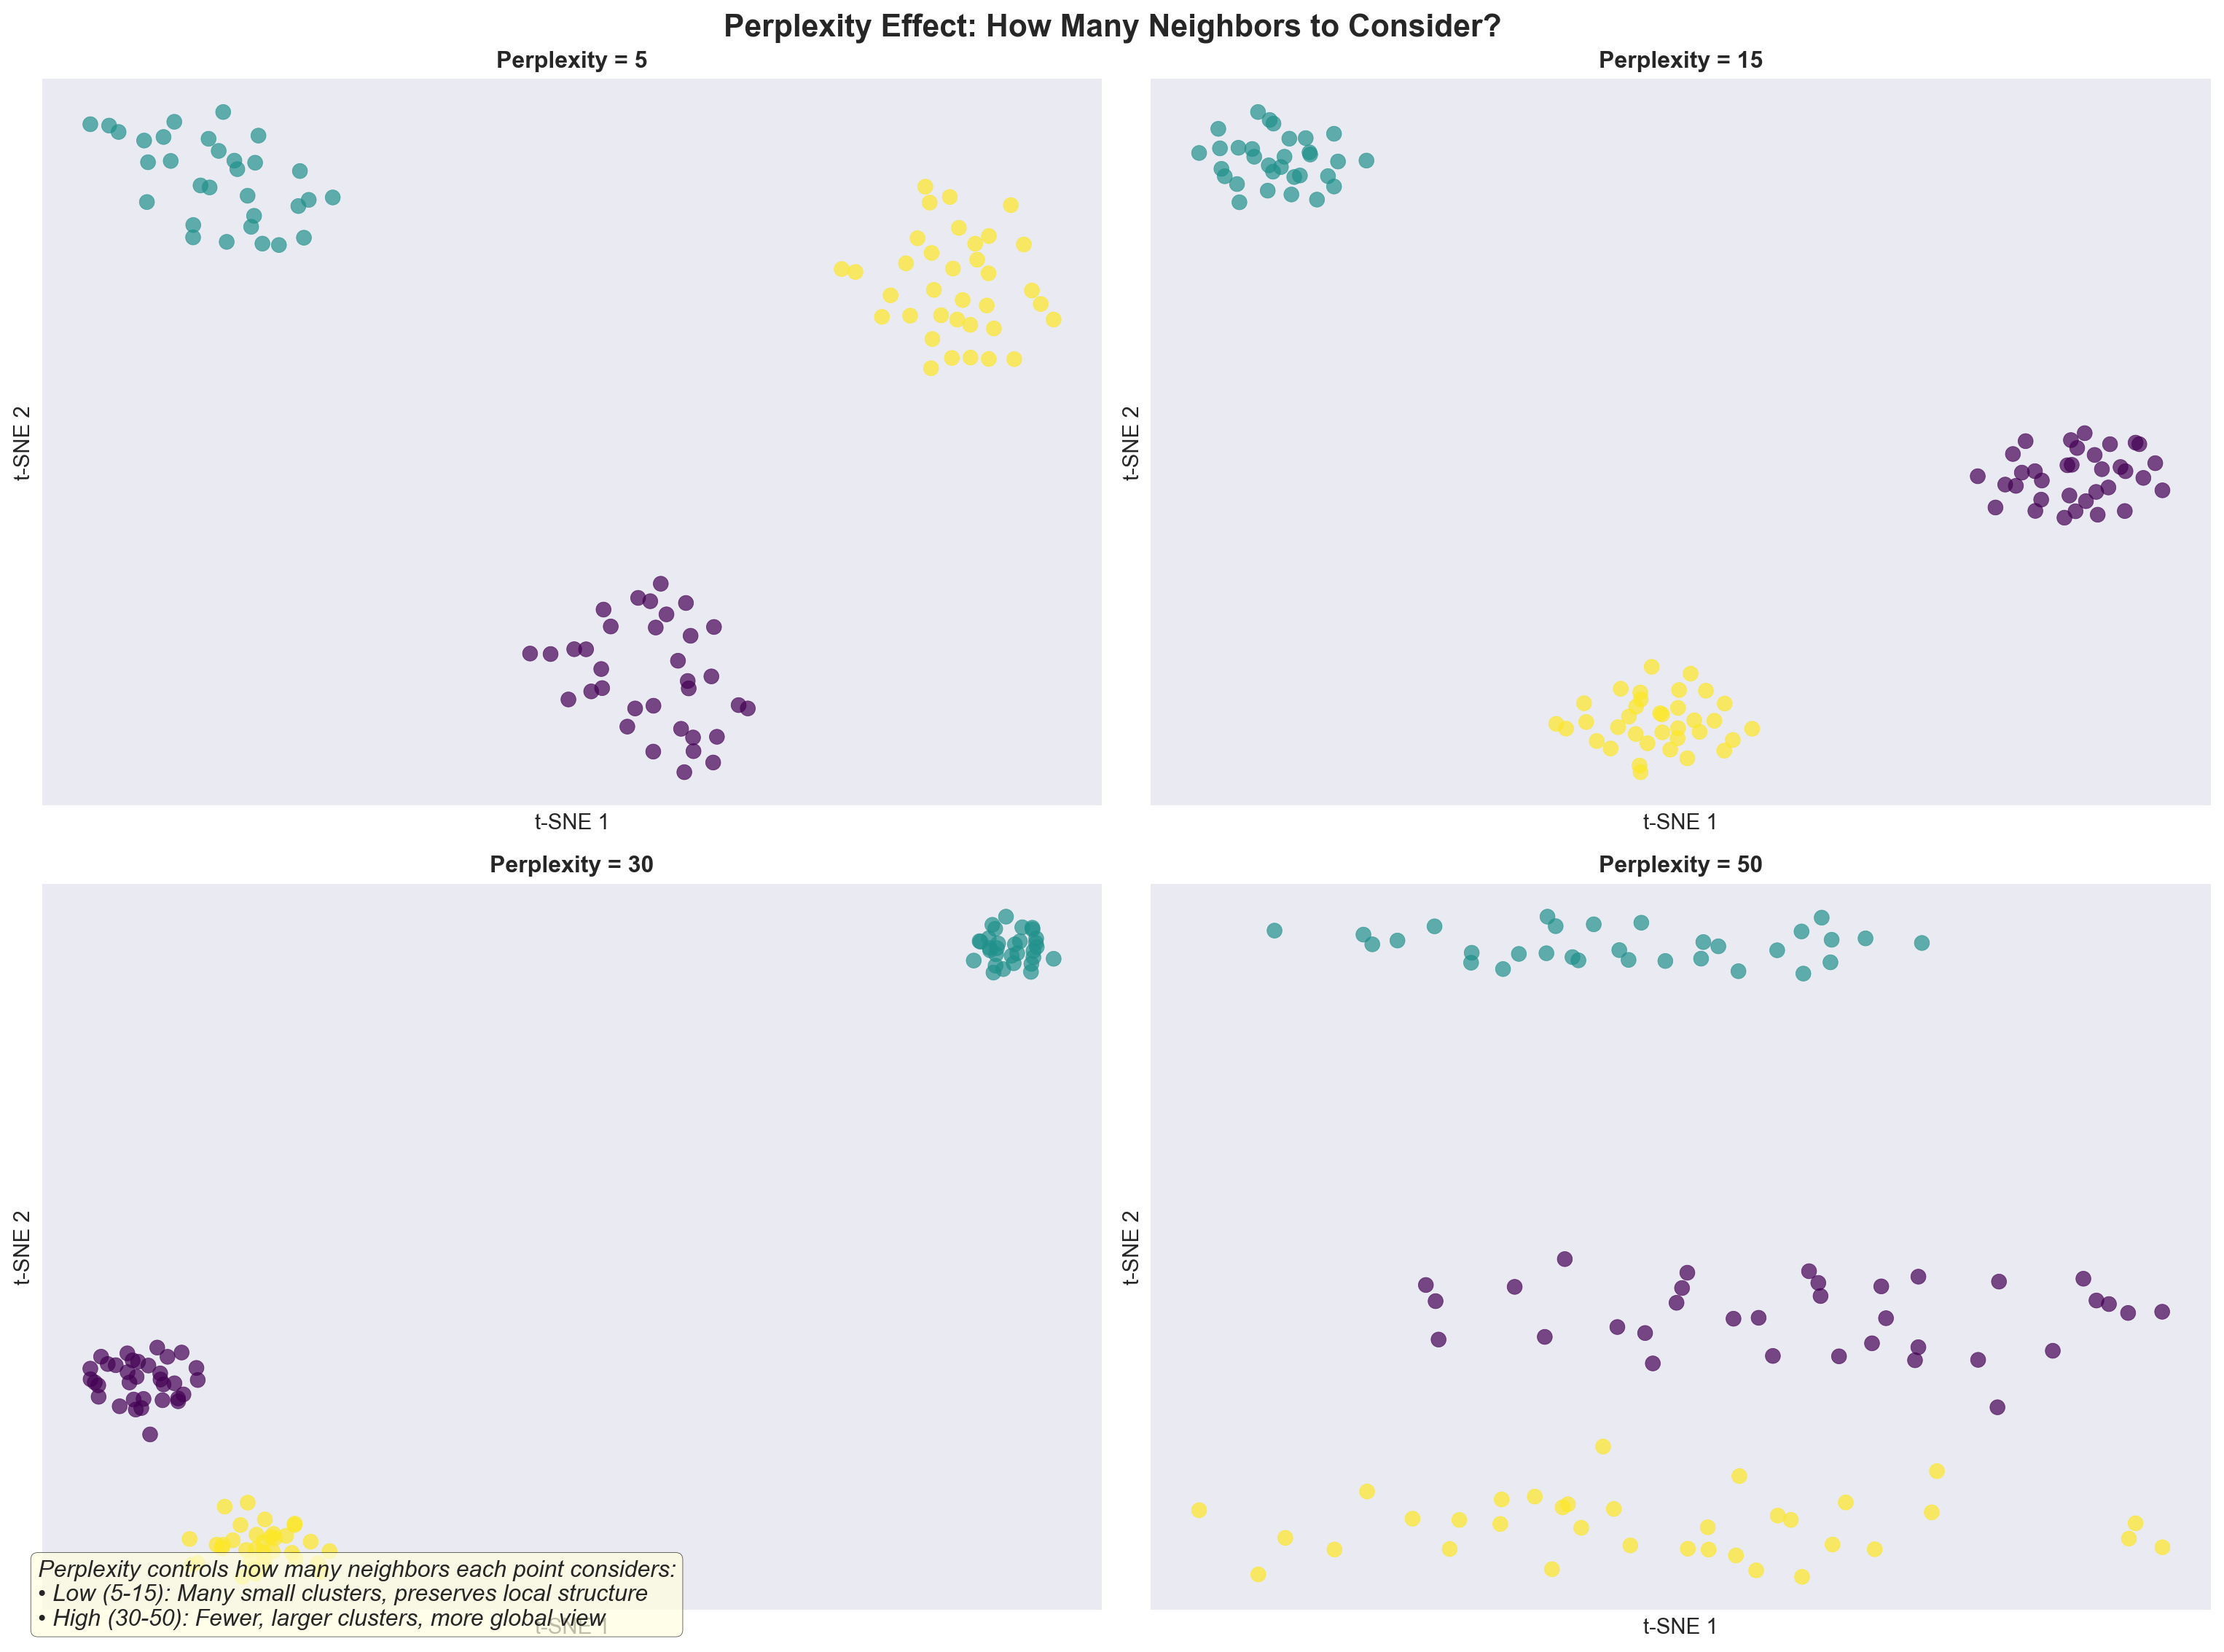 Perplexity Effect: How Many Neighbors to Consider?
Perplexity = 5
Perplexity = 15
t-SNE 2
t-SNE 2
t-SNE 1
t-SNE 1
Perplexity = 30
Perplexity = 50
t-SNE 2
t-SNE 2
Perplexity controls how many neighbors each point considers:
• Low (5-15): Many small clusters, preserves local structure
• High (30-50): Fewer, larger clusters, more global view
t-SNE 1
t-SNE 1